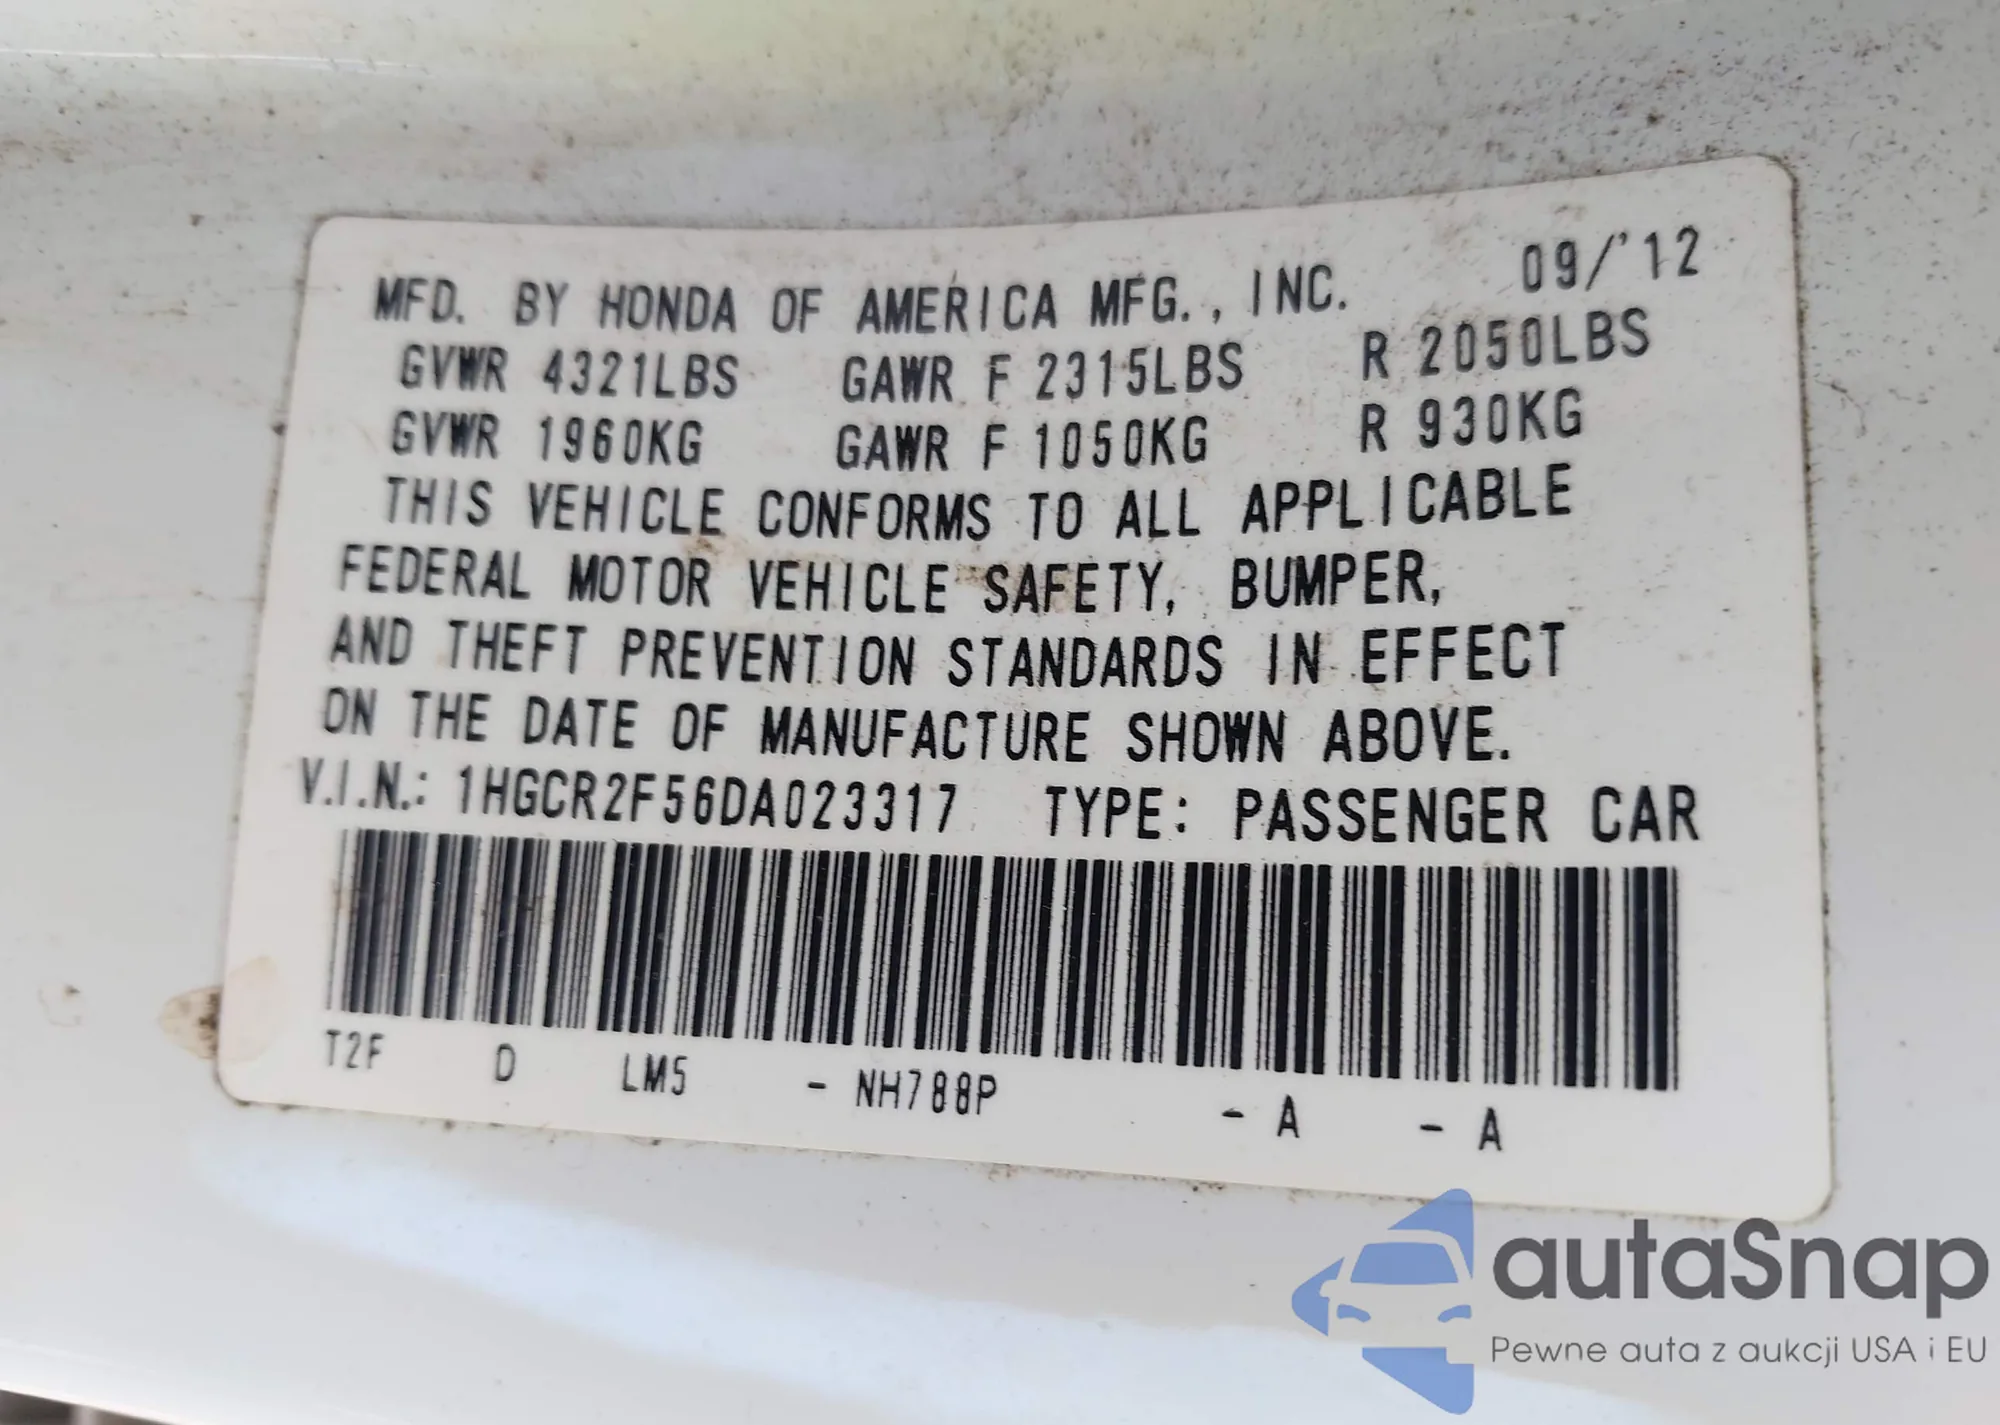 09/'12
MFD. BY HONDA OF AMERICA MFG., INC.
GVWR 4321LBS GAWR F 2315LBS R 2050LBS
GVWR 1960KG GAWR F 1050KG R 930KG
THIS VEHICLE CONFORMS TO ALL APPLICABLE
FEDERAL MOTOR VEHICLE SAFETY, BUMPER,
AND THEFT PREVENTION STANDARDS IN EFFECT
ON THE DATE OF MANUFACTURE SHOWN ABOVE.
V.I.N.: 1HGCR2F56DA023317 TYPE: PASSENGER CAR
T2F D LM5 - NH788P - A - A
autaSnap
Pewne auta z aukcji USA i EU